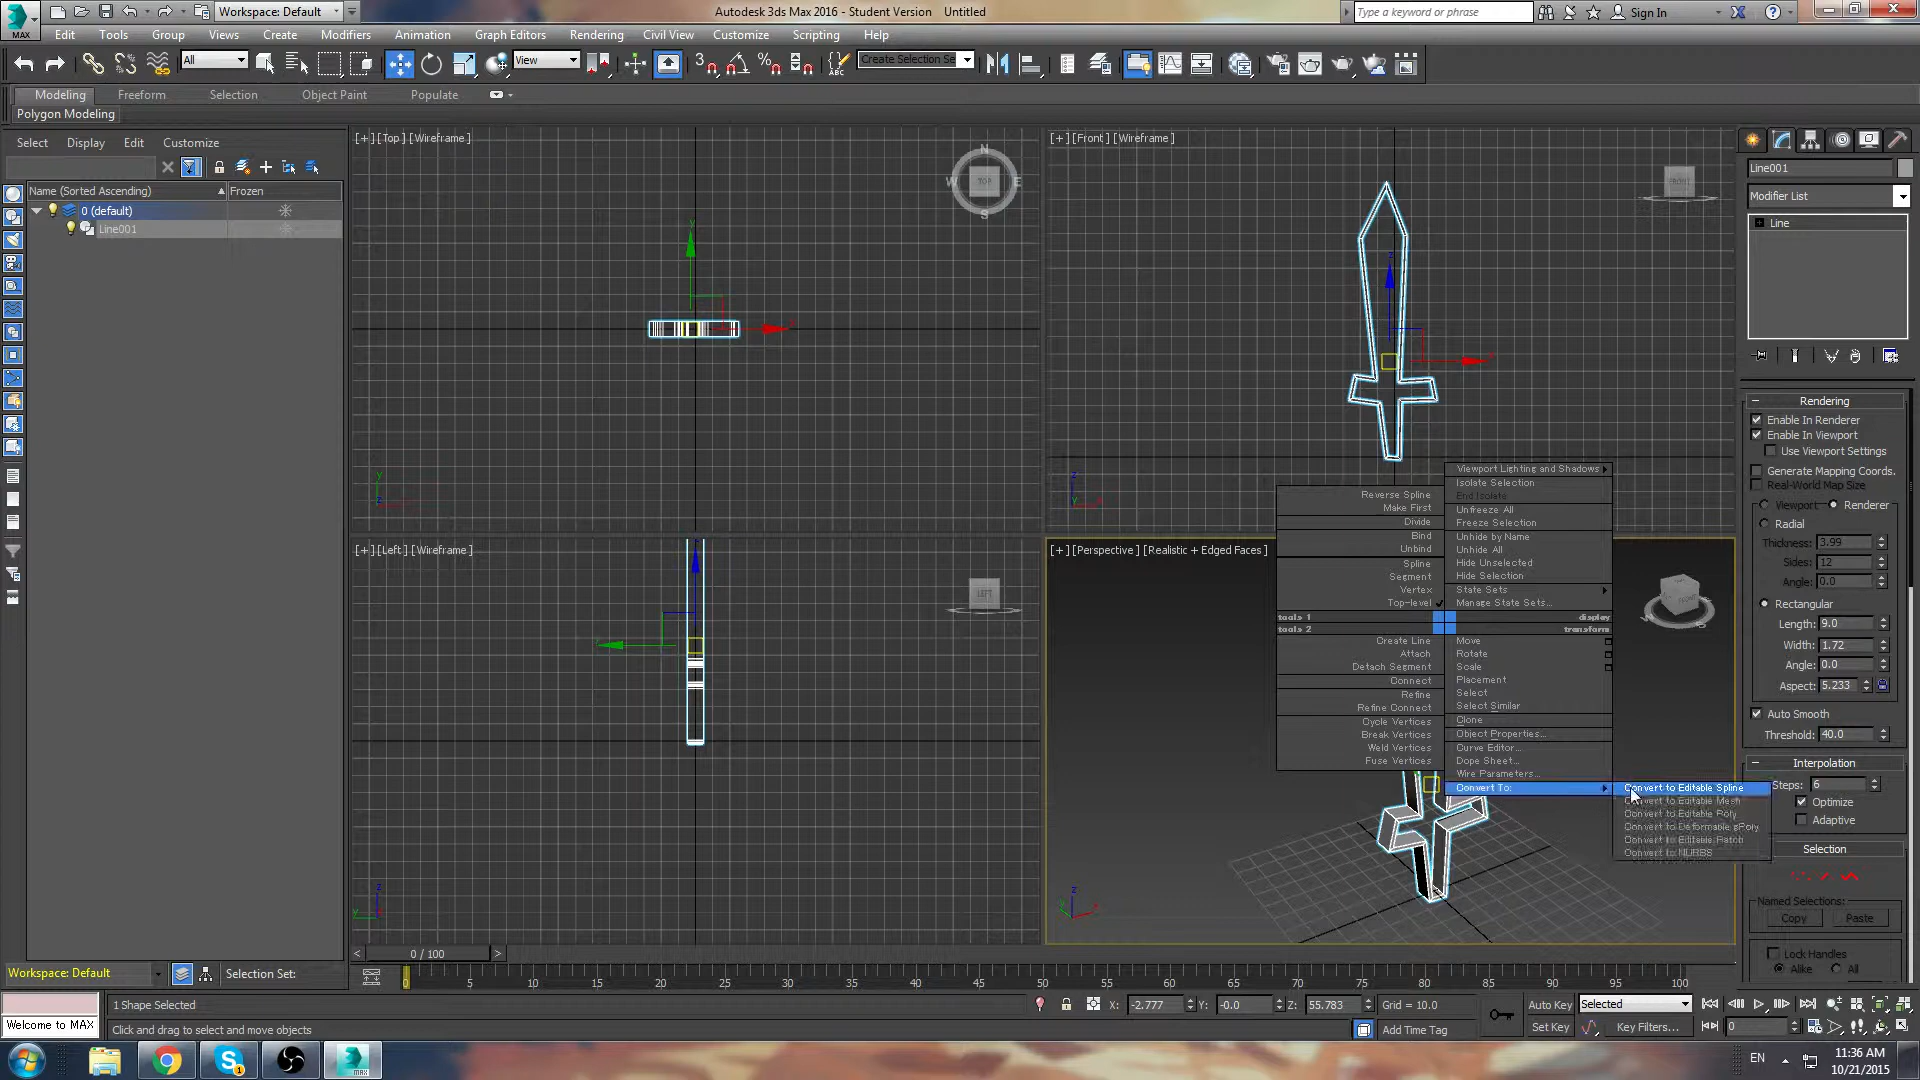 Workspace: Default
Autodesk 3ds Max 2016 - Student Version    Untitled
Type a keyword or phrase
Sign In
MAX
Edit Tools Group Views Create Modifiers Animation Graph Editors Rendering Civil View Customize Scripting Help
All
View
Create Selection Se
Modeling Freeform Selection Object Paint Populate
Polygon Modeling
Select Display Edit Customize
Name (Sorted Ascending) Frozen
0 (default)
Line001
[+] [Top] [Wireframe]
TOP
N
W E
S
[+] [Front] [Wireframe]
FRONT
[+] [Left] [Wireframe]
LEFT
[+] [Perspective] [Realistic + Edged Faces]
Reverse Spline
Make First
Divide
Bind
Unbind
Spline
Segment
Vertex
Top-level
tools 1
tools 2
Create Line
Attach
Detach Segment
Connect
Refine
Refine Connect
Cycle Vertices
Break Vertices
Weld Vertices
Fuse Vertices
Viewport Lighting and Shadows
Isolate Selection
End Isolate
Unfreeze All
Freeze Selection
Unhide by Name
Unhide All
Hide Unselected
Hide Selection
State Sets
Manage State Sets...
display
transform
Move
Rotate
Scale
Placement
Select
Select Similar
Clone
Object Properties...
Curve Editor...
Dope Sheet...
Wire Parameters...
Convert To:
Convert to Editable Spline
Convert to Editable Mesh
Convert to Editable Poly
Convert to Deformable gPoly
Convert to Editable Patch
Convert to NURBS
Line001
Modifier List
Line
Rendering
Enable In Renderer
Enable In Viewport
Use Viewport Settings
Generate Mapping Coords.
Real-World Map Size
Viewport Renderer
Radial
Thickness: 3.99
Sides: 12
Angle: 0.0
Rectangular
Length: 9.0
Width: 1.72
Angle: 0.0
Aspect: 5.233
Auto Smooth
Threshold: 40.0
Interpolation
Steps: 6
Optimize
Adaptive
Selection
Named Selections:
Copy Paste
Lock Handles
Alike All
0 / 100
Workspace: Default
Selection Set:
0 5 10 15 20 25 30 35 40 45 50 55 60 65 70 75 80 85 90 95 100
1 Shape Selected
X: -2.777 Y: -0.0 Z: 55.783 Grid = 10.0
Auto Key Selected
Welcome to MAX
Click and drag to select and move objects
Add Time Tag
Set Key Key Filters...
0
EN
11:36 AM
10/21/2015